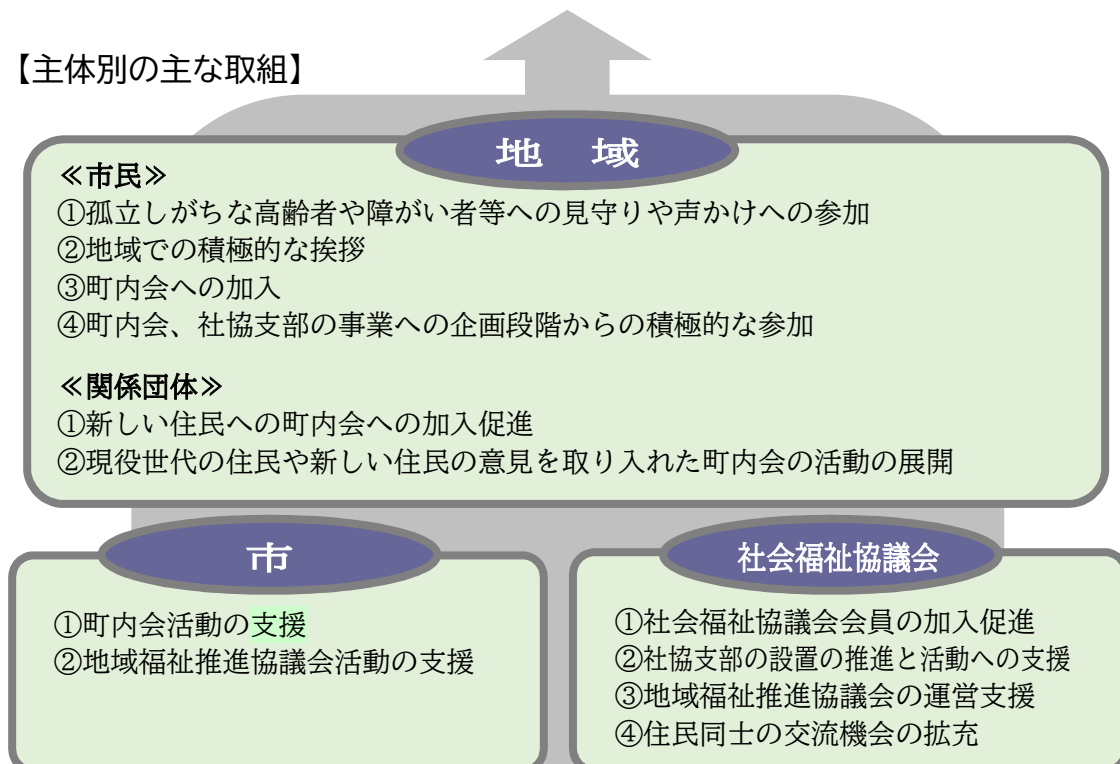 【主体別の主な取組】
地　域
≪市民≫
①孤立しがちな高齢者や障がい者等への見守りや声かけへの参加
②地域での積極的な挨拶
③町内会への加入
④町内会、社協支部の事業への企画段階からの積極的な参加
≪関係団体≫
①新しい住民への町内会への加入促進
②現役世代の住民や新しい住民の意見を取り入れた町内会の活動の展開
市
①町内会活動の支援
②地域福祉推進協議会活動の支援
社会福祉協議会
①社会福祉協議会会員の加入促進
②社協支部の設置の推進と活動への支援
③地域福祉推進協議会の運営支援
④住民同士の交流機会の拡充